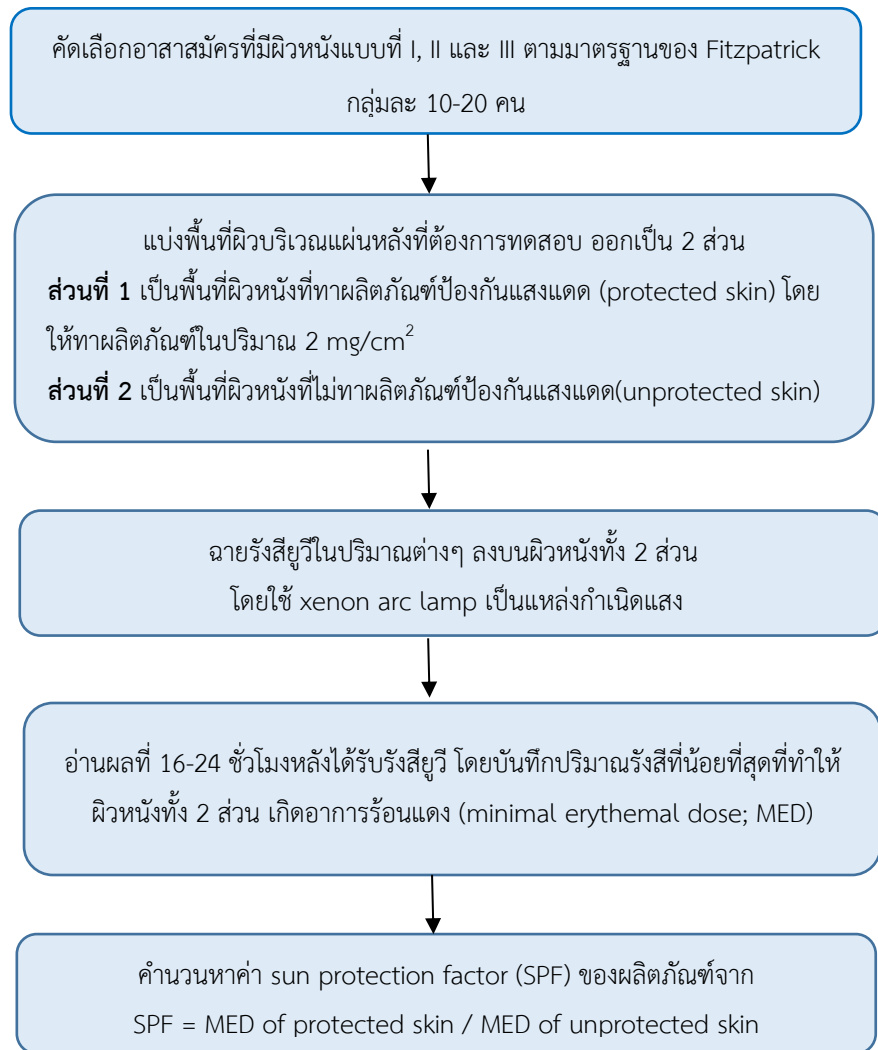 คัดเลือกอาสาสมัครที่มีผิวหนังแบบที่ I, II และ III ตามมาตรฐานของ Fitzpatrick
กลุ่มละ 10-20 คน
แบ่งพื้นที่ผิวบริเวณแผ่นหลังที่ต้องการทดสอบ ออกเป็น 2 ส่วน
ส่วนที่ 1 เป็นพื้นที่ผิวหนังที่ทาผลิตภัณฑ์ป้องกันแสงแดด (protected skin) โดย
ให้ทาผลิตภัณฑ์ในปริมาณ 2 mg/cm²
ส่วนที่ 2 เป็นพื้นที่ผิวหนังที่ไม่ทาผลิตภัณฑ์ป้องกันแสงแดด(unprotected skin)
ฉายรังสียูวีในปริมาณต่างๆ ลงบนผิวหนังทั้ง 2 ส่วน
โดยใช้ xenon arc lamp เป็นแหล่งกำเนิดแสง
อ่านผลที่ 16-24 ชั่วโมงหลังได้รับรังสียูวี โดยบันทึกปริมาณรังสีที่น้อยที่สุดที่ทำให้
ผิวหนังทั้ง 2 ส่วน เกิดอาการร้อนแดง (minimal erythemal dose; MED)
คำนวนหาค่า sun protection factor (SPF) ของผลิตภัณฑ์จาก
SPF = MED of protected skin / MED of unprotected skin